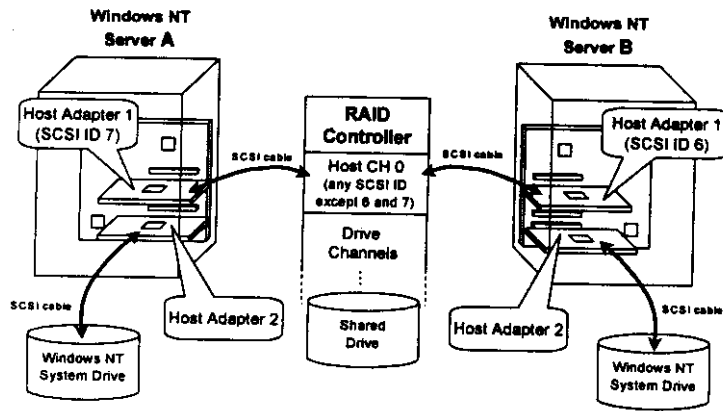 Windows NT
Server A
Host Adapter 1
(SCSI ID 7)
SCSI cable
SCSI cable
Host Adapter 2
Windows NT
System Drive
RAID
Controller
Host CH 0
(any SCSI ID
except 6 and 7)
Drive
Channels
Shared
Drive
Windows NT
Server B
Host Adapter 1
(SCSI ID 6)
SCSI cable
SCSI cable
Host Adapter 2
Windows NT
System Drive